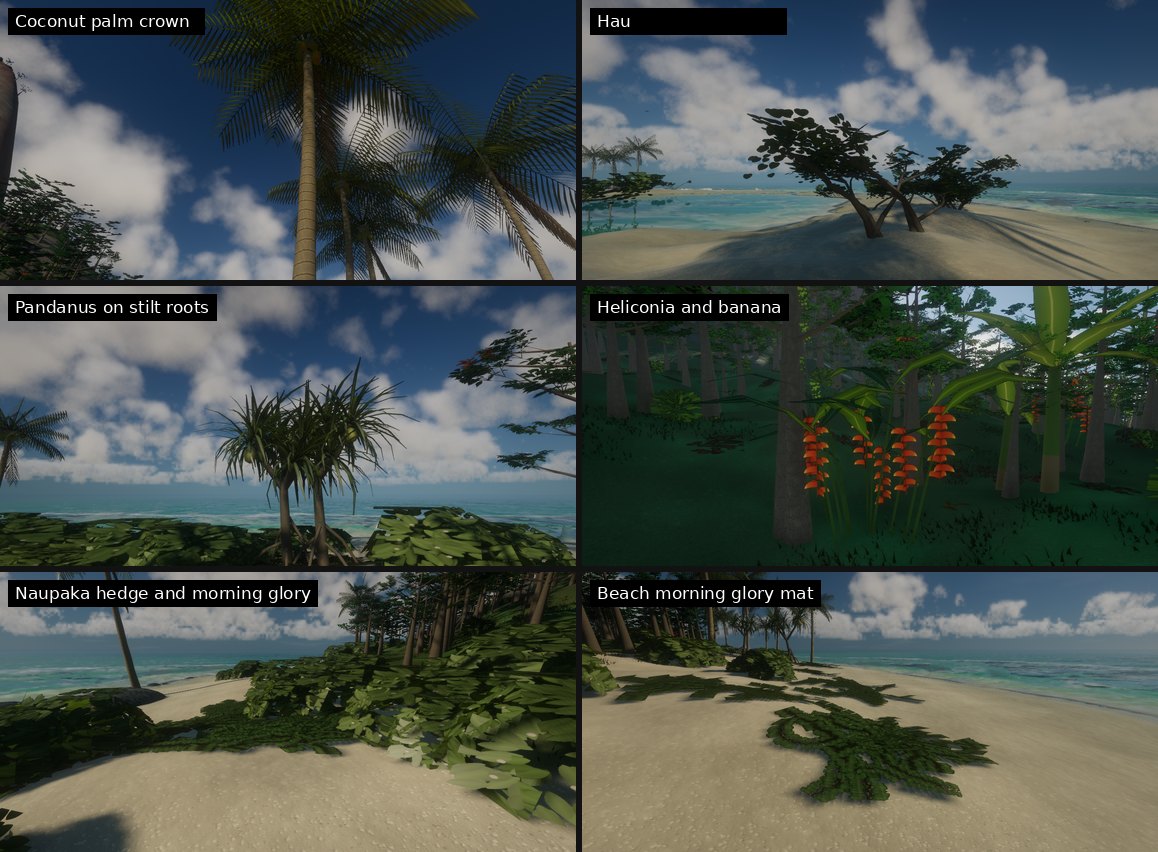 Coconut palm crown
Hau
Pandanus on stilt roots
Heliconia and banana
Naupaka hedge and morning glory
Beach morning glory mat